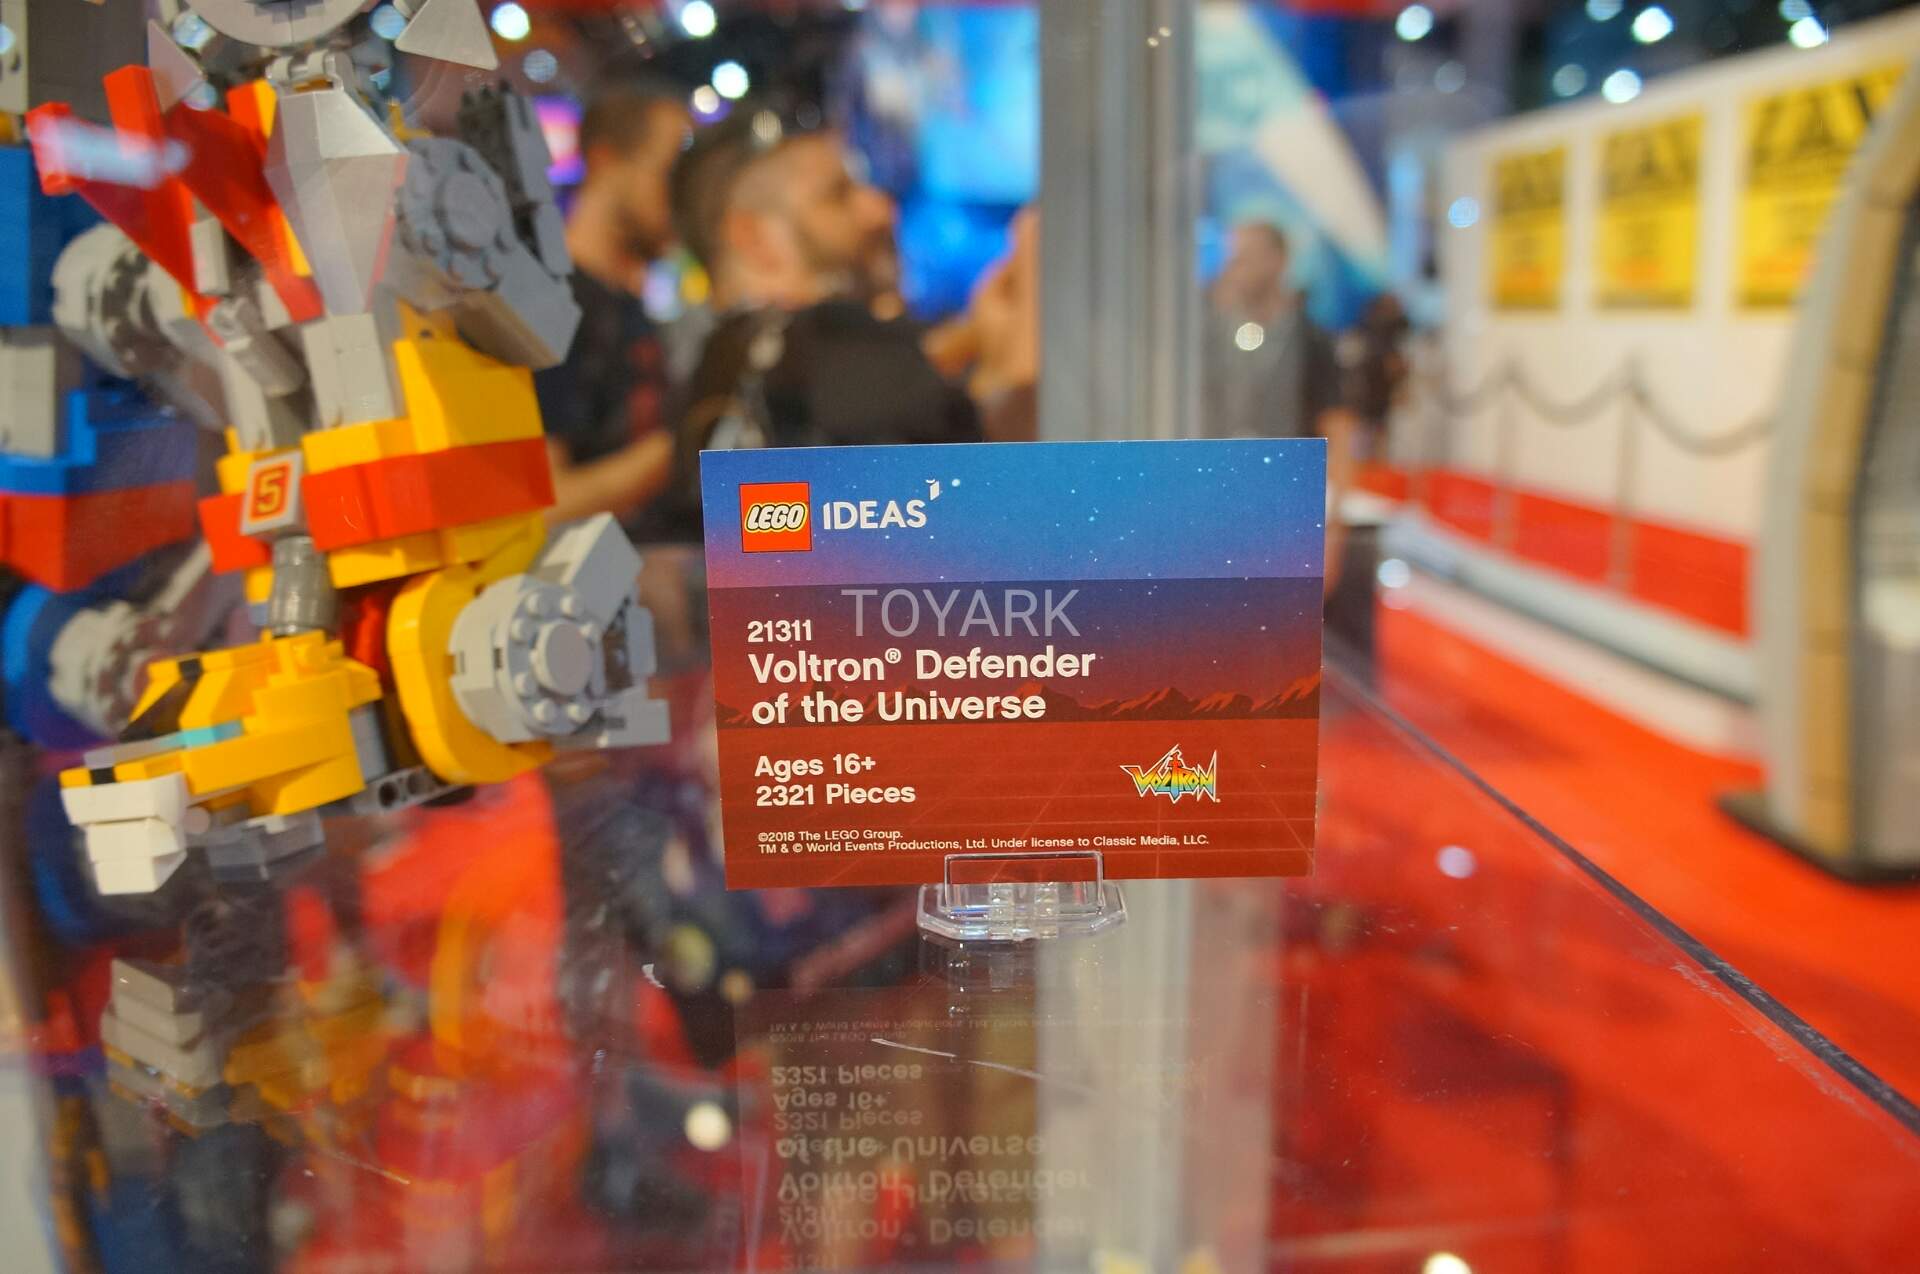 5
LEGO IDEAS
TOYARK
21311
Voltron® Defender
of the Universe
Ages 16+
2321 Pieces
VOLTRON
©2018 The LEGO Group.
TM & © World Events Productions, Ltd. Under license to Classic Media, LLC.